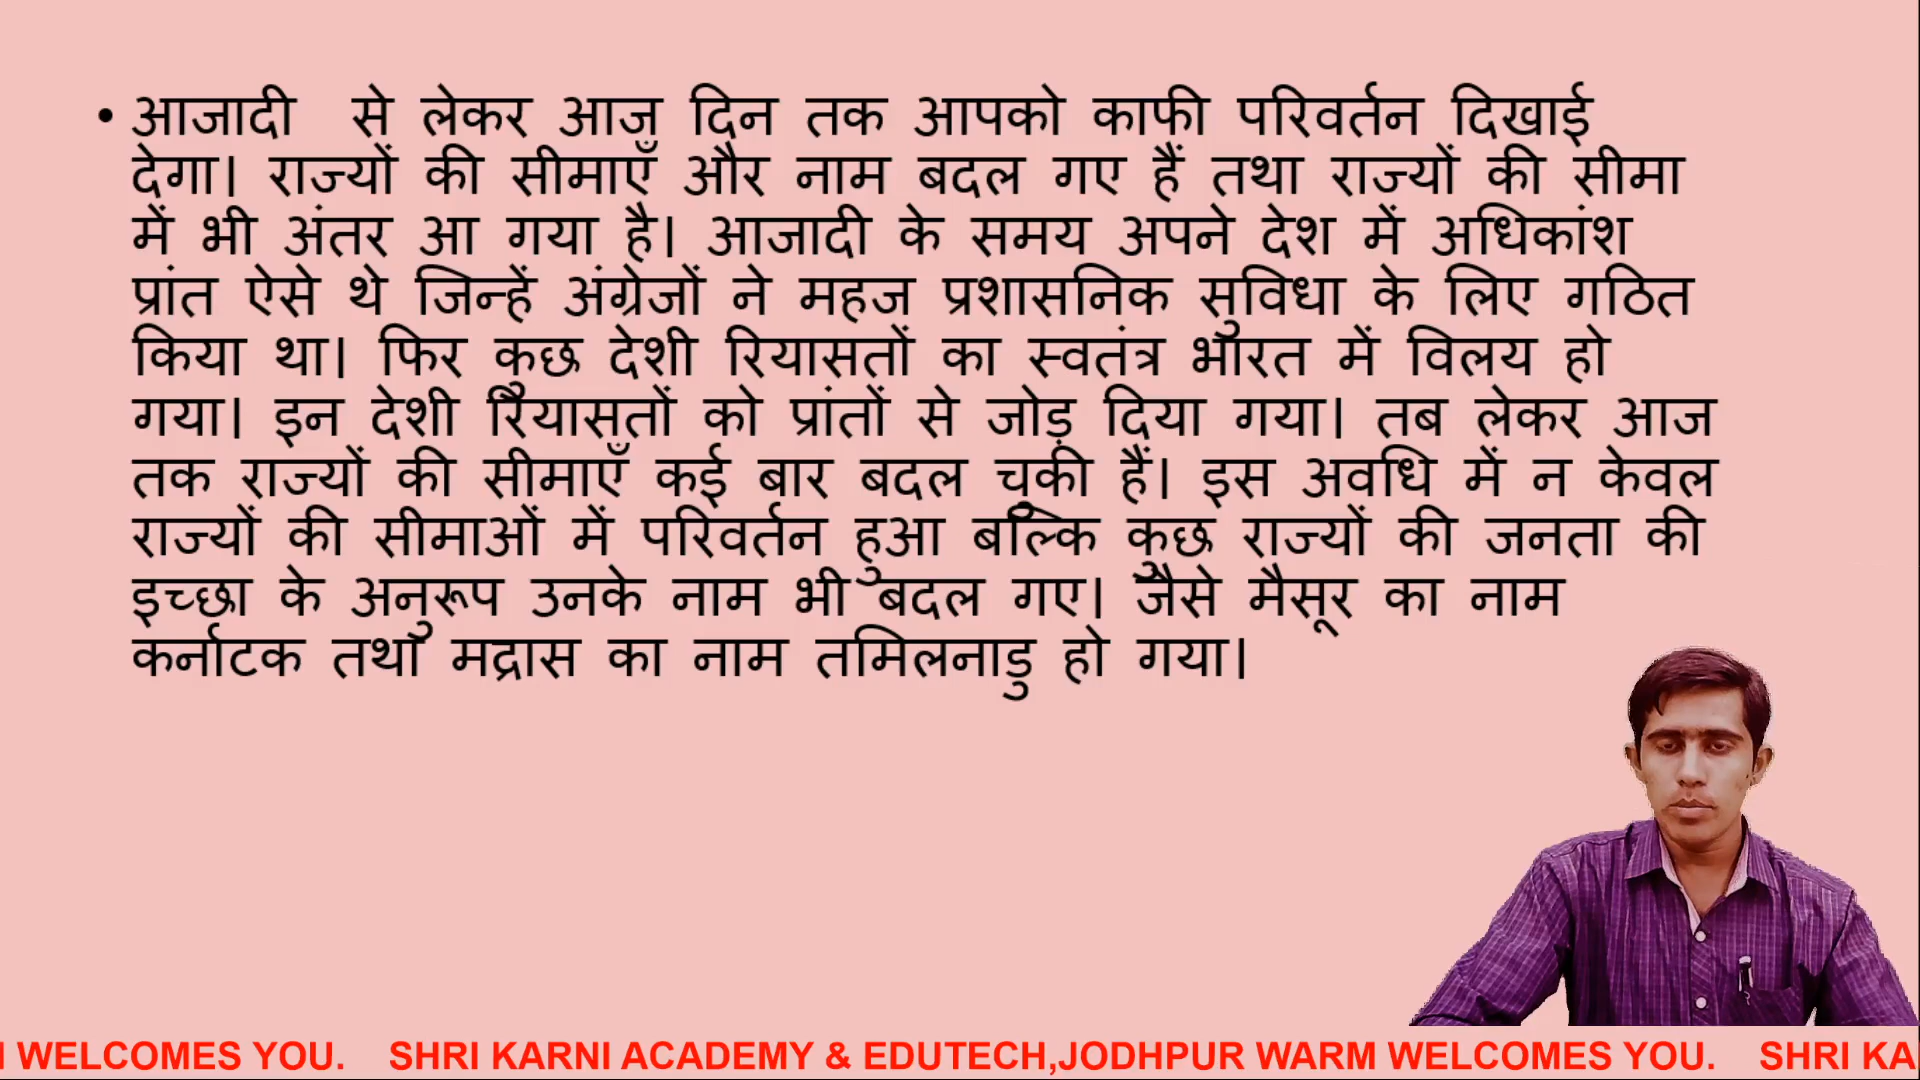 • आजादी से लेकर आज दिन तक आपको काफी परिवर्तन दिखाई
देगा। राज्यों की सीमाएँ और नाम बदल गए हैं तथा राज्यों की सीमा
में भी अंतर आ गया है। आजादी के समय अपने देश में अधिकांश
प्रांत ऐसे थे जिन्हें अंग्रेजों ने महज प्रशासनिक सुविधा के लिए गठित
किया था। फिर कुछ देशी रियासतों का स्वतंत्र भारत में विलय हो
गया। इन देशी रियासतों को प्रांतों से जोड़ दिया गया। तब लेकर आज
तक राज्यों की सीमाएँ कई बार बदल चुकी हैं। इस अवधि में न केवल
राज्यों की सीमाओं में परिवर्तन हुआ बल्कि कुछ राज्यों की जनता की
इच्छा के अनुरूप उनके नाम भी बदल गए। जैसे मैसूर का नाम
कर्नाटक तथा मद्रास का नाम तमिलनाडु हो गया।
WELCOMES YOU. SHRI KARNI ACADEMY & EDUTECH,JODHPUR WARM WELCOMES YOU. SHRI KA